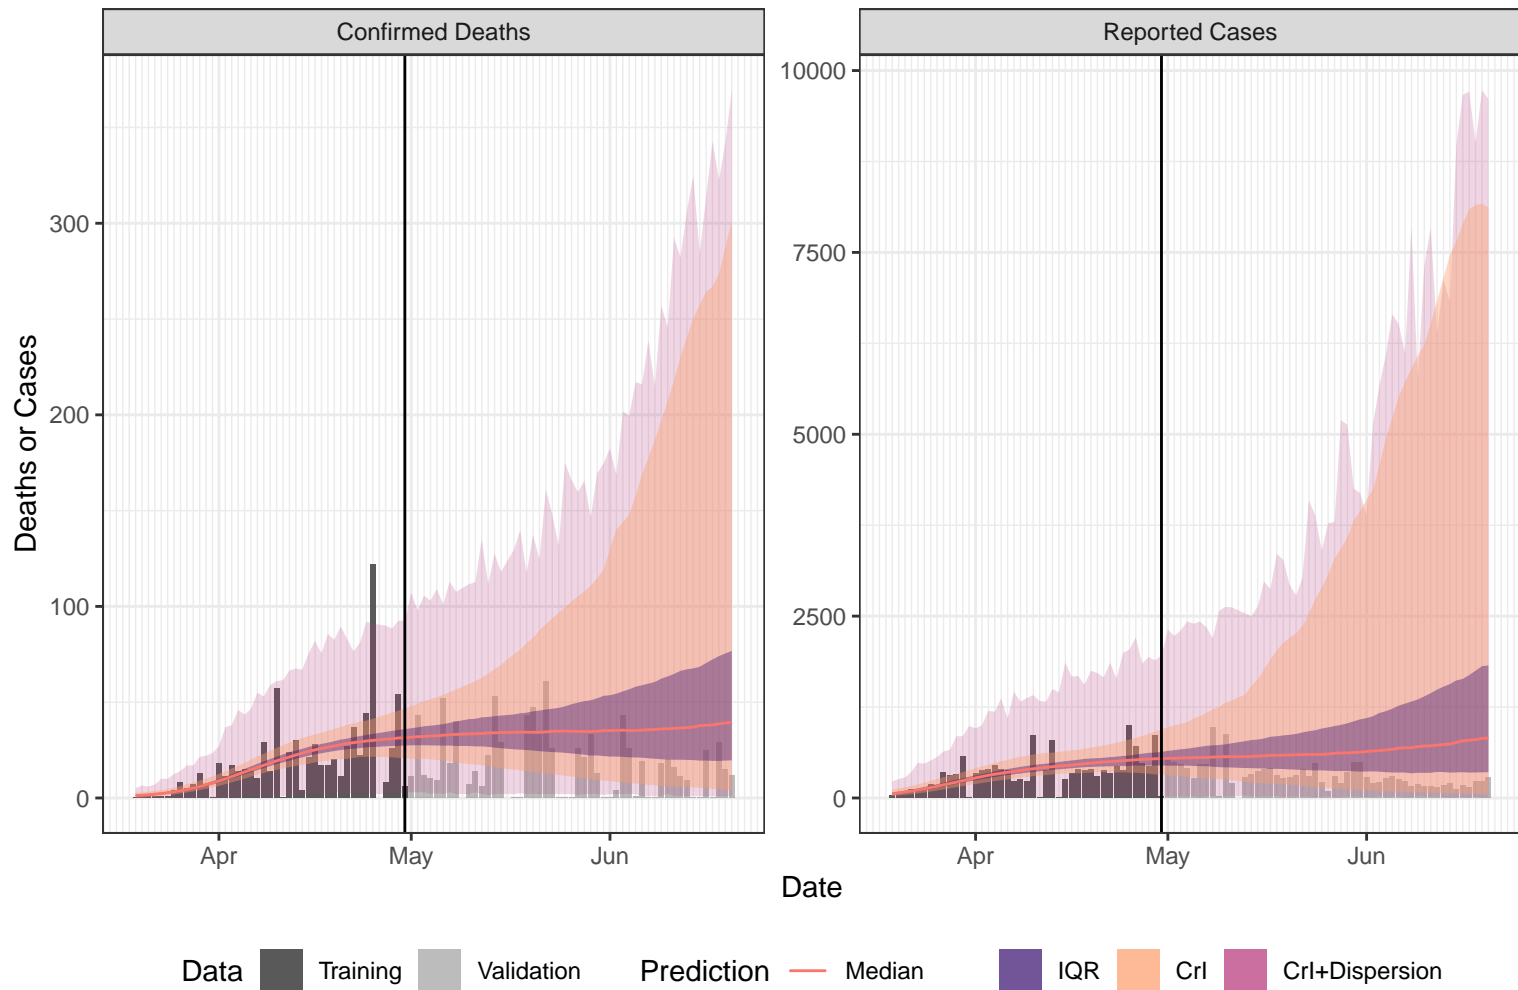 Confirmed Deaths
Reported Cases
Deaths or Cases
300
200
100
0
10000
7500
5000
2500
0
Apr
May
Jun
Apr
May
Jun
Date
Data Training Validation Prediction Median IQR CrI CrI+Dispersion